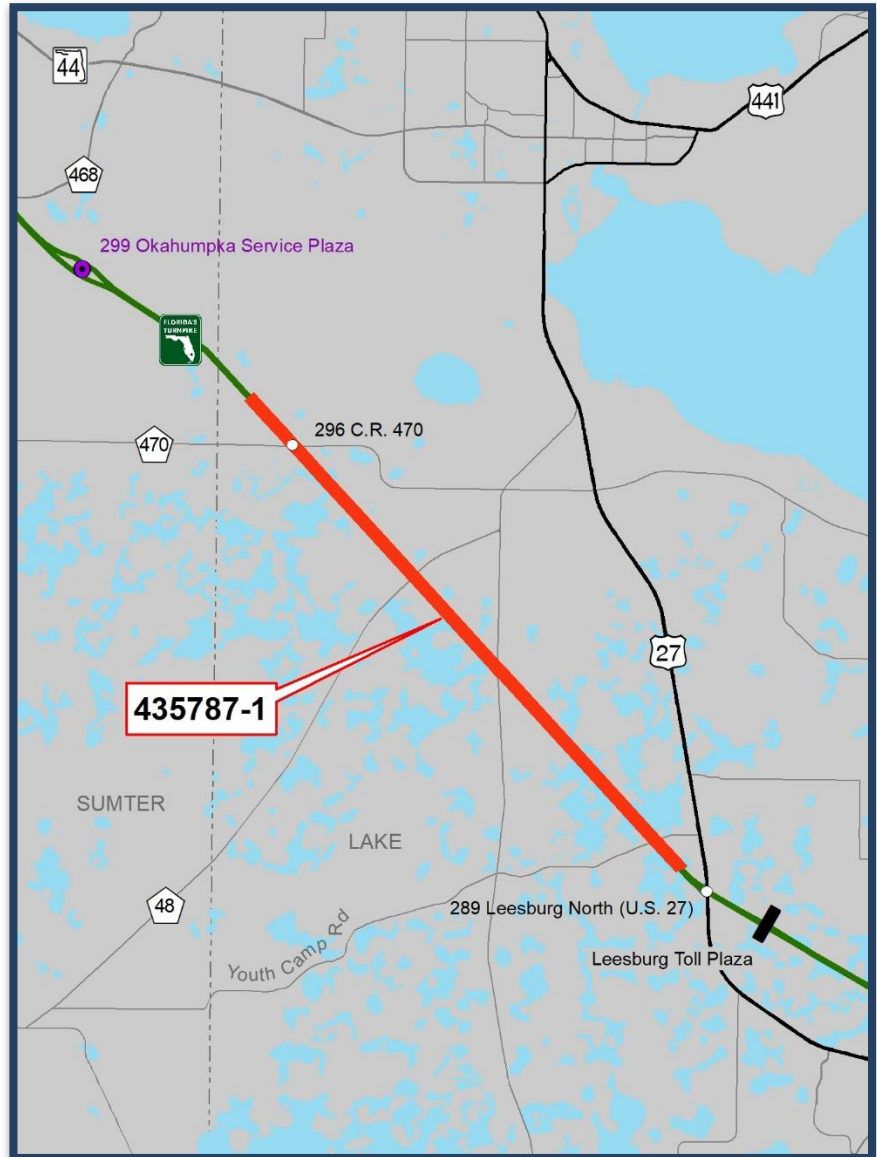 44
441
468
299 Okahumpka Service Plaza
FLORIDA'S
TURNPIKE
296 C.R. 470
470
27
435787-1
SUMTER
LAKE
48
289 Leesburg North (U.S. 27)
Youth Camp Rd
Leesburg Toll Plaza